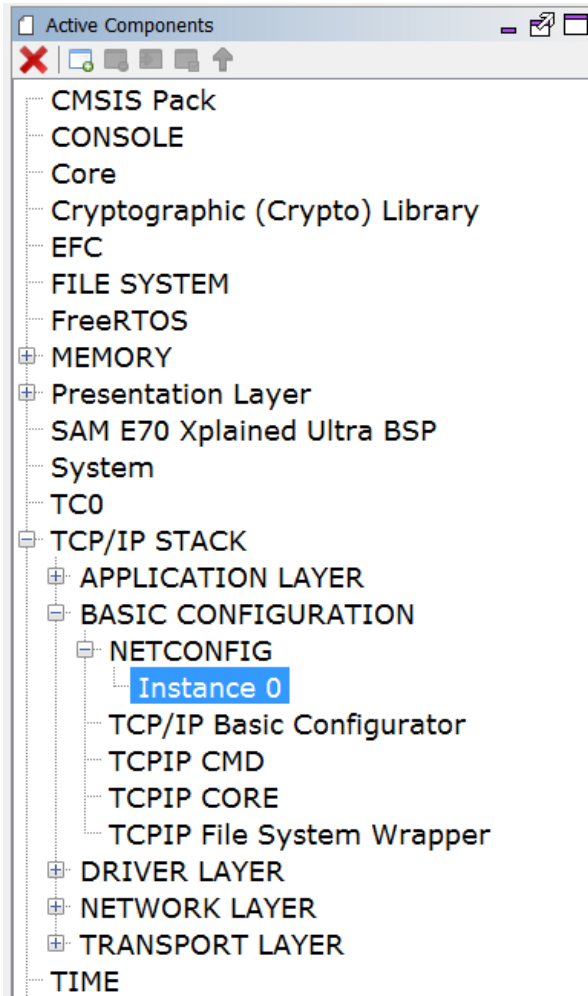 Active Components
CMSIS Pack
CONSOLE
Core
Cryptographic (Crypto) Library
EFC
FILE SYSTEM
FreeRTOS
MEMORY
Presentation Layer
SAM E70 Xplained Ultra BSP
System
TC0
TCP/IP STACK
APPLICATION LAYER
BASIC CONFIGURATION
NETCONFIG
Instance 0
TCP/IP Basic Configurator
TCPIP CMD
TCPIP CORE
TCPIP File System Wrapper
DRIVER LAYER
NETWORK LAYER
TRANSPORT LAYER
TIME